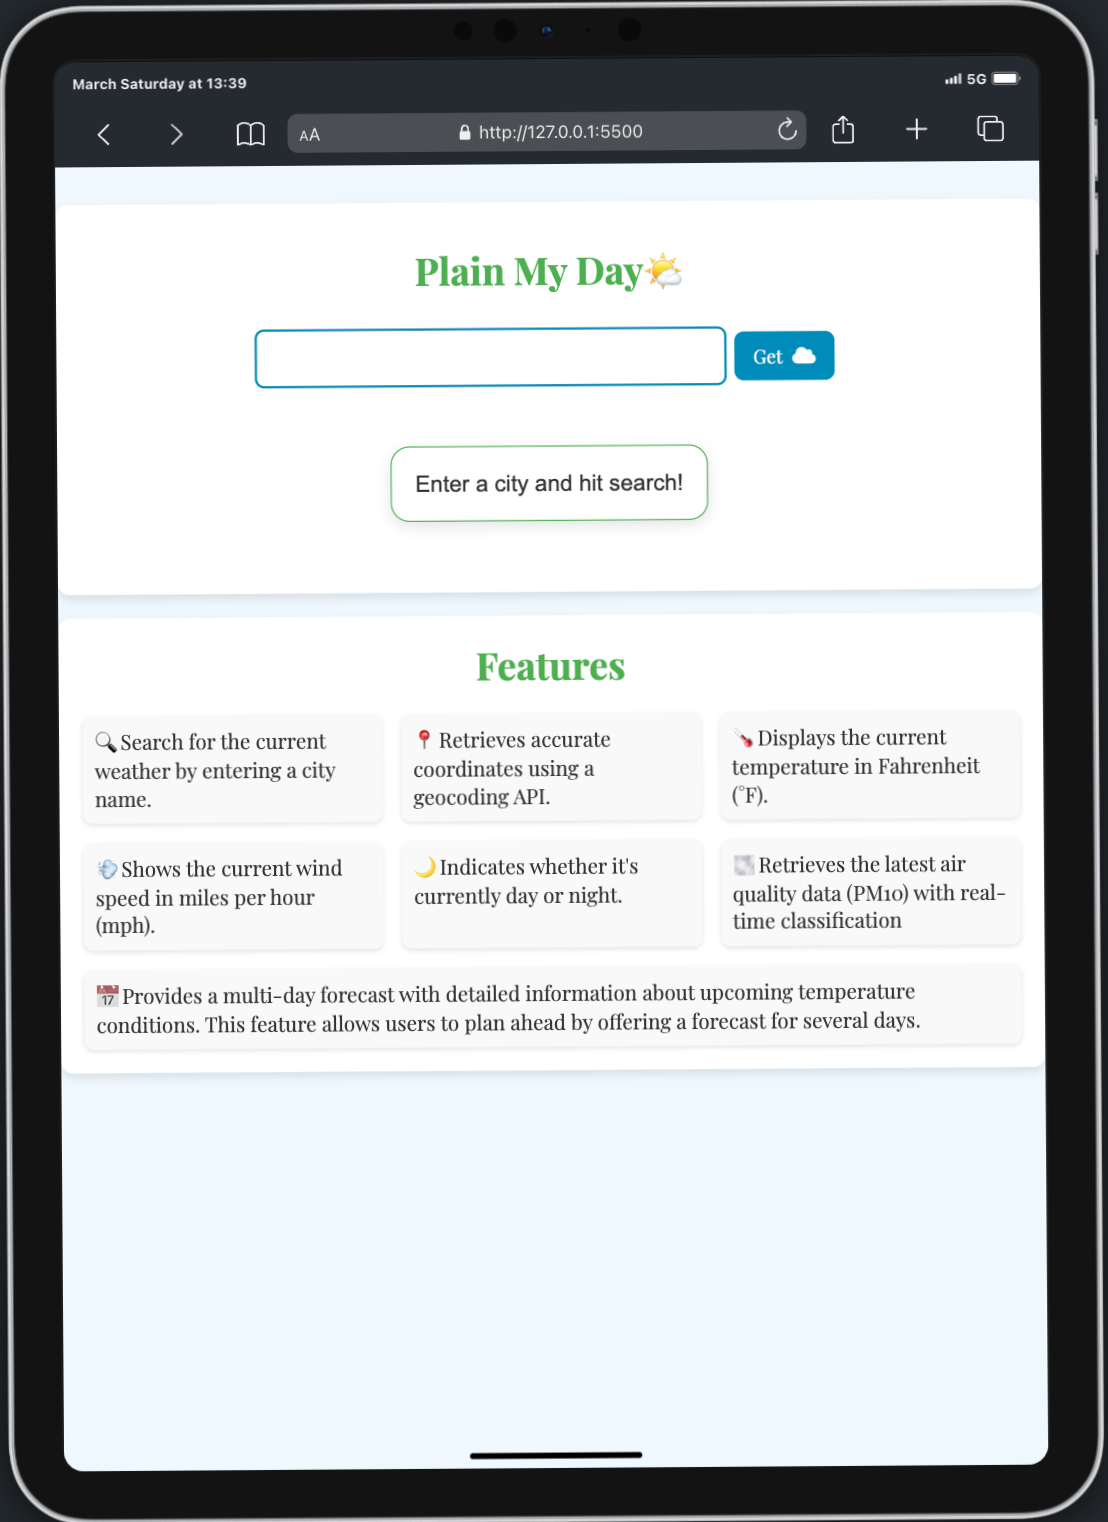 March Saturday at 13:39
5G
AA
http://127.0.0.1:5500
Plain My Day
Get
Enter a city and hit search!
Features
Search for the current
weather by entering a city
name.
Retrieves accurate
coordinates using a
geocoding API.
Displays the current
temperature in Fahrenheit
(°F).
Shows the current wind
speed in miles per hour
(mph).
Indicates whether it's
currently day or night.
Retrieves the latest air
quality data (PM10) with real-
time classification
17
Provides a multi-day forecast with detailed information about upcoming temperature
conditions. This feature allows users to plan ahead by offering a forecast for several days.